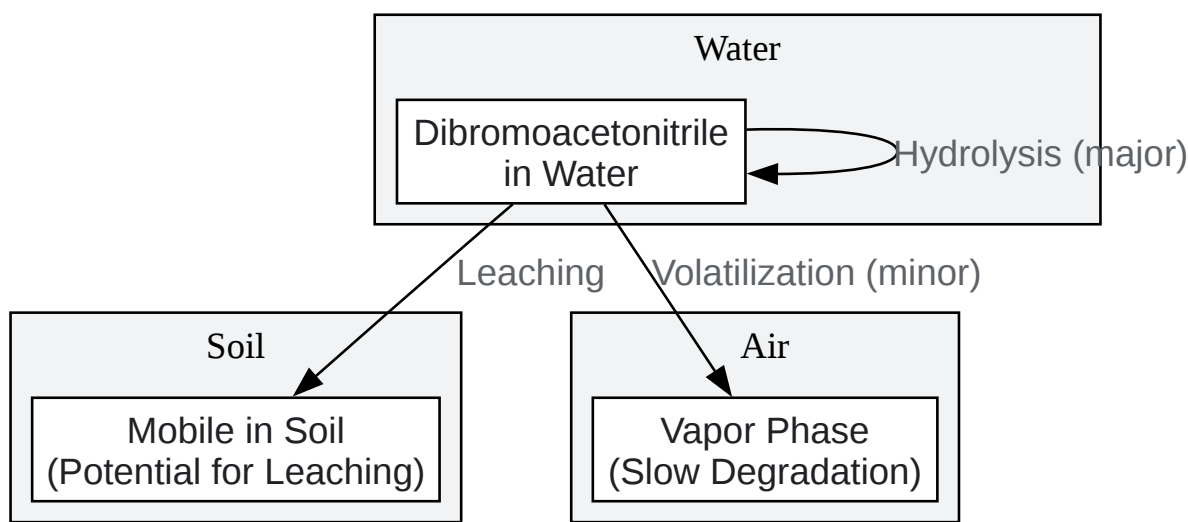 Water
Dibromoacetonitrile
in Water
Hydrolysis (major)
Leaching
Volatilization (minor)
Soil
Mobile in Soil
(Potential for Leaching)
Air
Vapor Phase
(Slow Degradation)